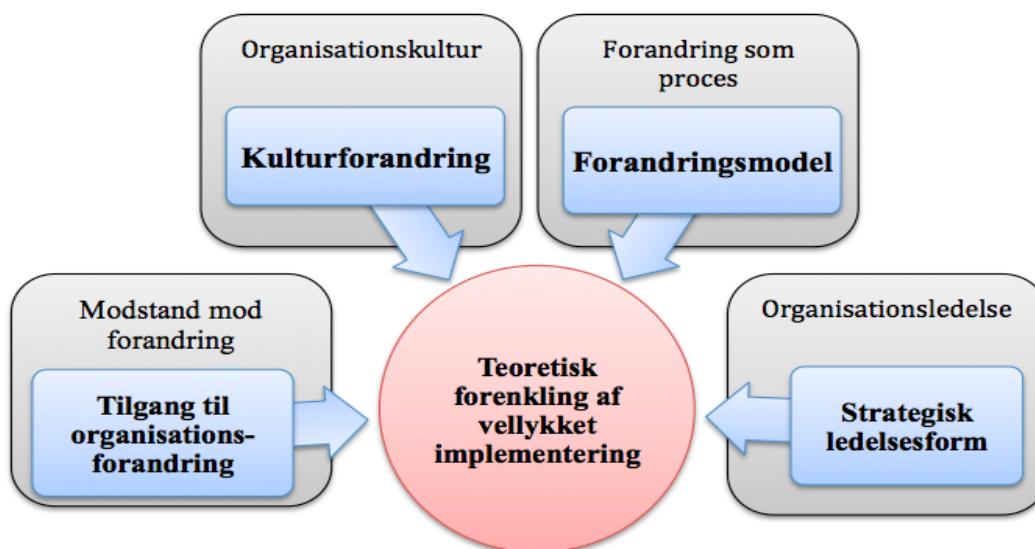 Organisationskultur
Kulturforandring
Forandring som
proces
Forandringsmodel
Modstand mod
forandring
Tilgang til
organisations-
forandring
Teoretisk
forenkling af
vellykket
implementering
Organisationsledelse
Strategisk
ledelsesform